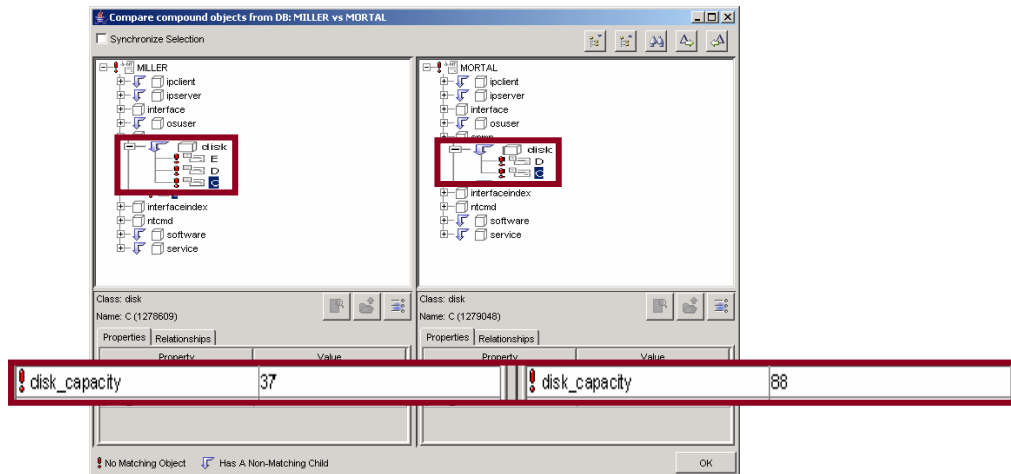 Compare compound objects from DB: MILLER vs MORTAL
Synchronize Selection
MILLER
ipclient
ipserver
interface
osuser
disk
E
D
C
interfaceindex
ntcmd
software
service
MORTAL
ipclient
ipserver
interface
osuser
snmp
disk
D
C
interfaceindex
ntcmd
software
service
Class: disk
Name: C (1278609)
Properties Relationships
Property Value
Class: disk
Name: C (1279048)
Properties Relationships
Property Value
disk_capacity 37
disk_capacity 88
No Matching Object Has A Non-Matching Child
OK